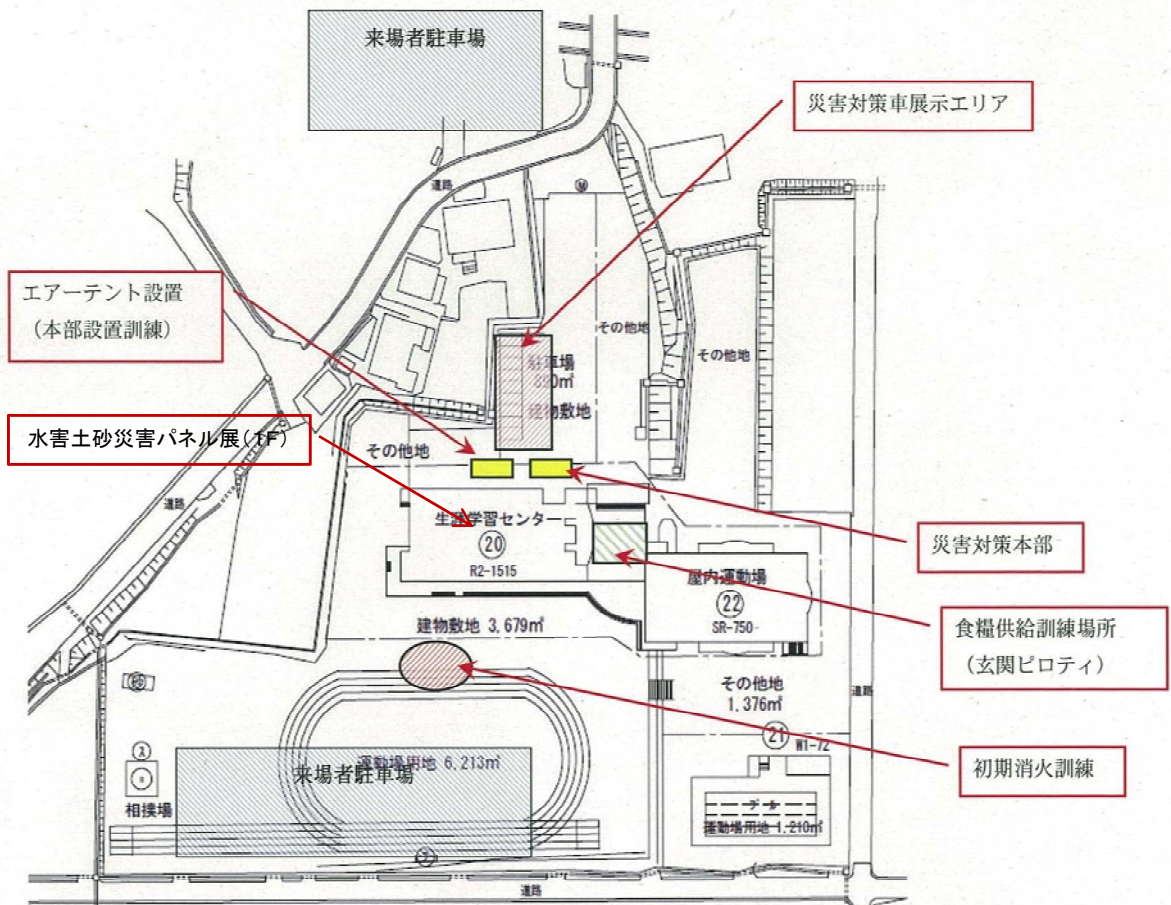 来場者駐車場
災害対策車展示エリア
道路
エアーテント設置
（本部設置訓練）
その他地
その他地
駐車場
建物敷地
水害土砂災害パネル展（1F）
その他地
道路
生涯学習センター
20
R2-1515
災害対策本部
屋内運動場
22
SR-750
食糧供給訓練場所
（玄関ピロティ）
建物敷地 3,679㎡
その他地
1,376㎡
道路
21
W1-72
初期消火訓練
運動場用地 6,213㎡
来場者駐車場
相撲場
プール
運動場用地 1,210㎡
道路